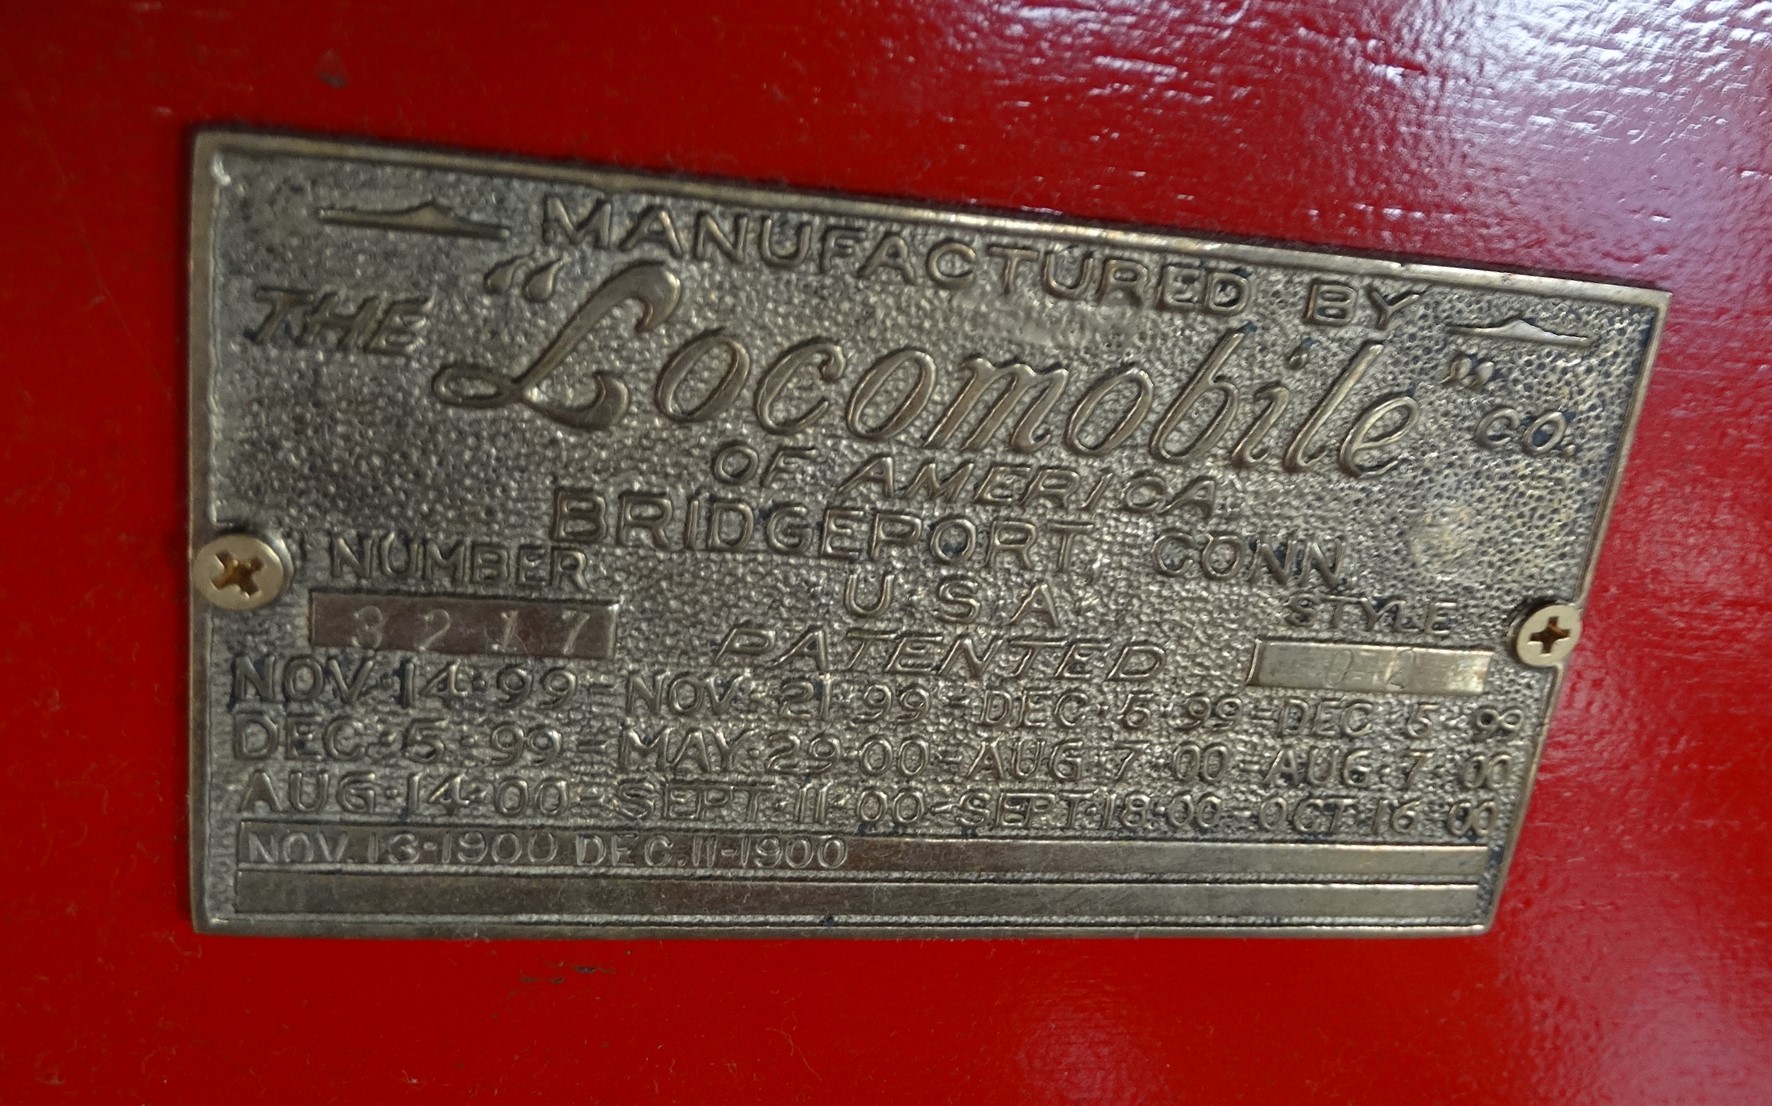 MANUFACTURED BY
THE "Locomobile" CO.
OF AMERICA
BRIDGEPORT, CONN.
U.S.A.
NUMBER STYLE
3217
PATENTED
NOV. 14. 99 - NOV. 21. 99 - DEC. 5. 99 - DEC. 5. 99
DEC. 5. 99 - MAY. 29. 00 - AUG. 7. 00 - AUG. 7. 00
AUG. 14. 00 - SEPT. 11. 00 - SEPT. 18. 00 - OCT. 16. 00
NOV. 13-1900 DEC. 11-1900